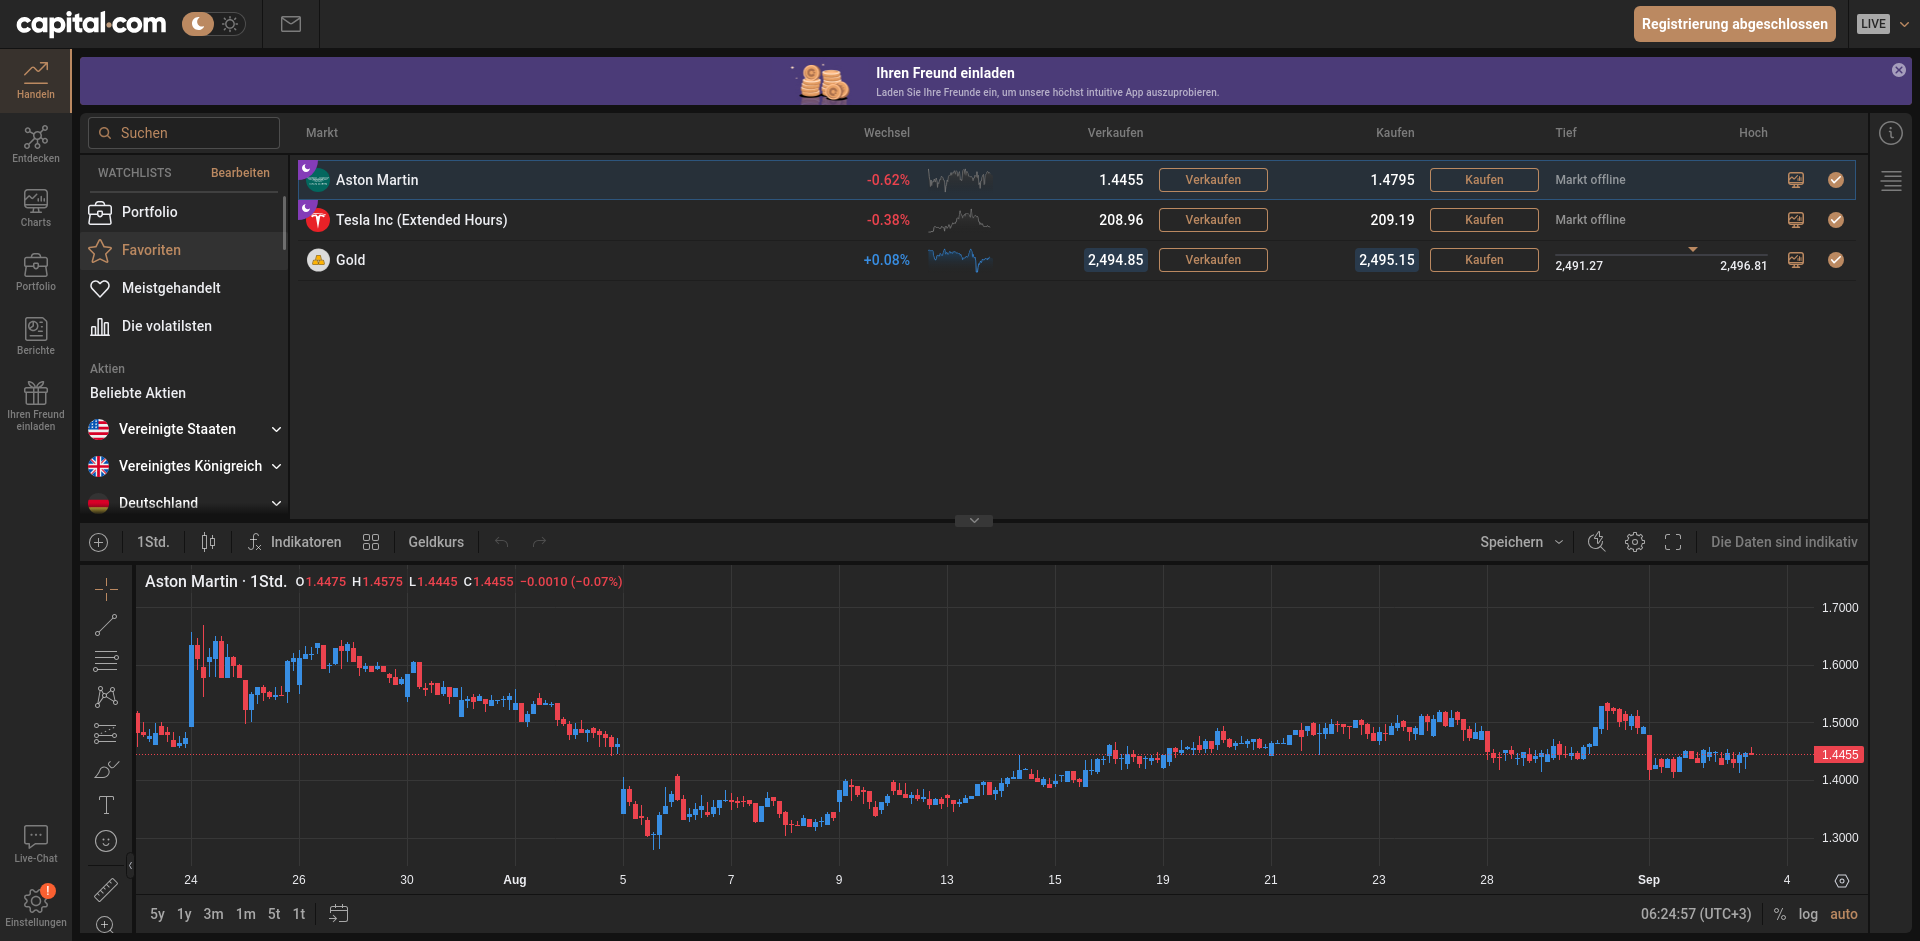 capital.com
Registrierung abgeschlossen
LIVE
Handeln
Entdecken
Charts
Portfolio
Berichte
Ihren Freund
einladen
Live-Chat
!
Einstellungen
Ihren Freund einladen
Laden Sie Ihre Freunde ein, um unsere höchst intuitive App auszuprobieren.
Suchen
Markt Wechsel Verkaufen Kaufen Tief Hoch
WATCHLISTS Bearbeiten
Portfolio
Favoriten
Meistgehandelt
Die volatilsten
Aktien
Beliebte Aktien
Vereinigte Staaten
Vereinigtes Königreich
Deutschland
Aston Martin -0.62% 1.4455 Verkaufen 1.4795 Kaufen Markt offline
Tesla Inc (Extended Hours) -0.38% 208.96 Verkaufen 209.19 Kaufen Markt offline
Gold +0.08% 2,494.85 Verkaufen 2,495.15 Kaufen 2,491.27 2,496.81
1Std. Indikatoren Geldkurs Speichern Die Daten sind indikativ
Aston Martin · 1Std. O1.4475 H1.4575 L1.4445 C1.4455 −0.0010 (−0.07%)
1.7000
1.6000
1.5000
1.4455
1.4000
1.3000
24 26 30 Aug 5 7 9 13 15 19 21 23 28 Sep 4
5y 1y 3m 1m 5t 1t 06:24:57 (UTC+3) % log auto